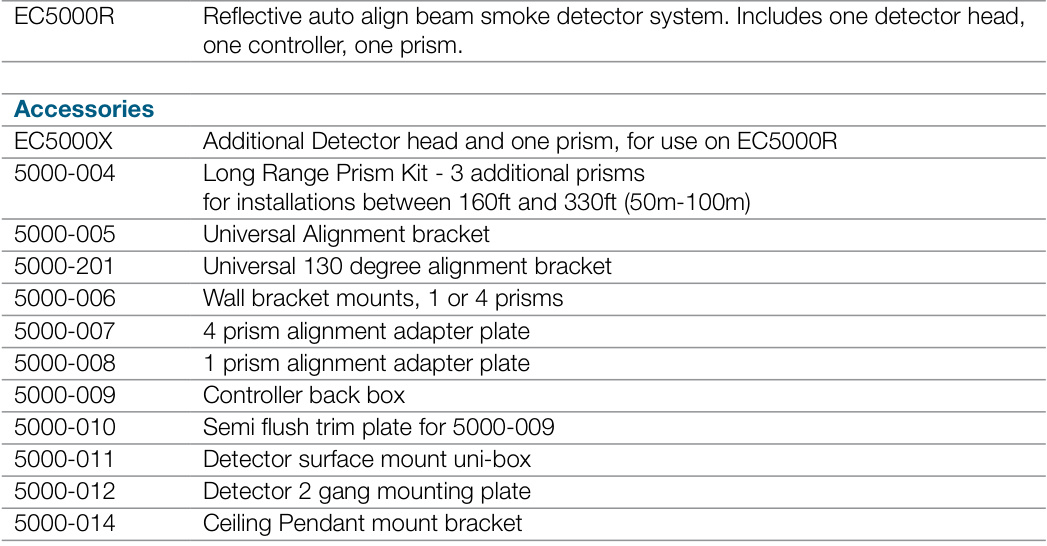 EC5000R Reflective auto align beam smoke detector system. Includes one detector head,
one controller, one prism.
Accessories
EC5000X Additional Detector head and one prism, for use on EC5000R
5000-004 Long Range Prism Kit - 3 additional prisms
for installations between 160ft and 330ft (50m-100m)
5000-005 Universal Alignment bracket
5000-201 Universal 130 degree alignment bracket
5000-006 Wall bracket mounts, 1 or 4 prisms
5000-007 4 prism alignment adapter plate
5000-008 1 prism alignment adapter plate
5000-009 Controller back box
5000-010 Semi flush trim plate for 5000-009
5000-011 Detector surface mount uni-box
5000-012 Detector 2 gang mounting plate
5000-014 Ceiling Pendant mount bracket